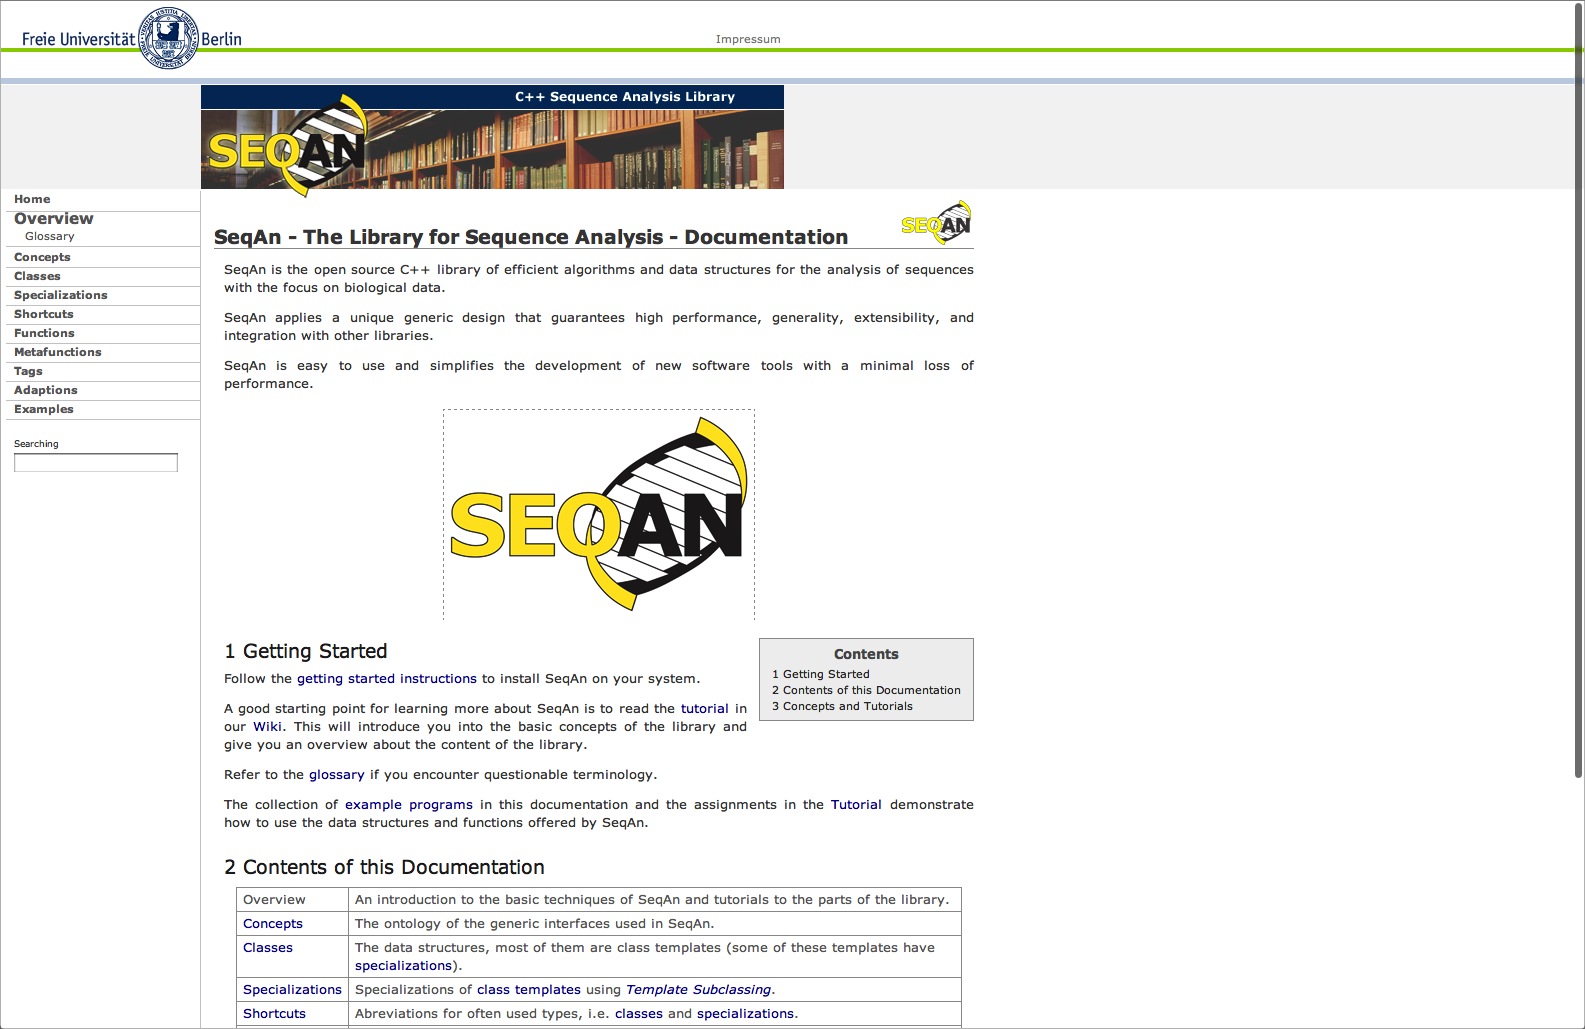 Freie Universität Berlin
Impressum
C++ Sequence Analysis Library
SEQAN
Home
Overview
Glossary
Concepts
Classes
Specializations
Shortcuts
Functions
Metafunctions
Tags
Adaptions
Examples
Searching
SEQAN
SeqAn - The Library for Sequence Analysis - Documentation
SeqAn is the open source C++ library of efficient algorithms and data structures for the analysis of sequences
with the focus on biological data.
SeqAn applies a unique generic design that guarantees high performance, generality, extensibility, and
integration with other libraries.
SeqAn is easy to use and simplifies the development of new software tools with a minimal loss of
performance.
SEQAN
1 Getting Started
Follow the getting started instructions to install SeqAn on your system.
A good starting point for learning more about SeqAn is to read the tutorial in
our Wiki. This will introduce you into the basic concepts of the library and
give you an overview about the content of the library.
Refer to the glossary if you encounter questionable terminology.
The collection of example programs in this documentation and the assignments in the Tutorial demonstrate
how to use the data structures and functions offered by SeqAn.
Contents
1 Getting Started
2 Contents of this Documentation
3 Concepts and Tutorials
2 Contents of this Documentation
Overview An introduction to the basic techniques of SeqAn and tutorials to the parts of the library.
Concepts The ontology of the generic interfaces used in SeqAn.
Classes The data structures, most of them are class templates (some of these templates have
specializations).
Specializations Specializations of class templates using Template Subclassing.
Shortcuts Abreviations for often used types, i.e. classes and specializations.